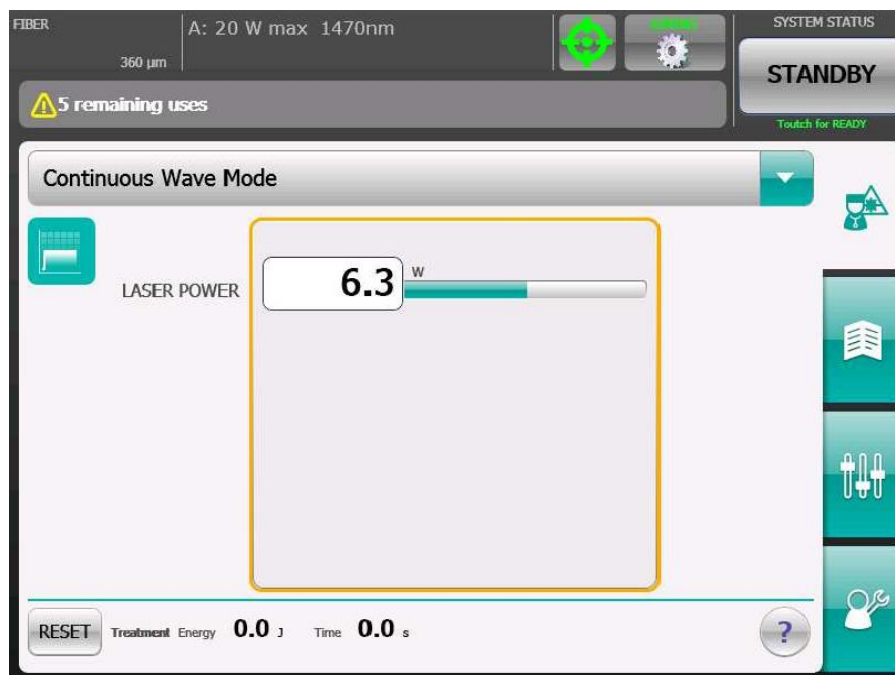 FIBER
360 µm
A: 20 W max 1470nm
SYSTEM STATUS
STANDBY
Toutch for READY
5 remaining uses
Continuous Wave Mode
LASER POWER
6.3 W
RESET Treatment Energy 0.0 J Time 0.0 s ?